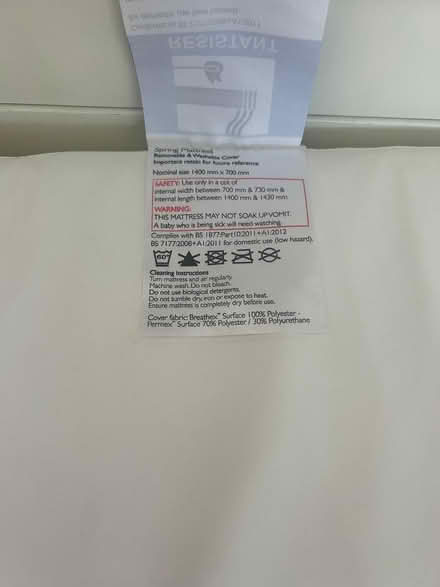 RESISTANT
Spring Mattress
Removable & Washable Cover
Important retain for future reference
Nominal size 1400 mm x 700 mm
SAFETY: Use only in a cot of
internal width between 700 mm & 730 mm &
internal length between 1400 mm & 1430 mm
WARNING:
THIS MATTRESS MAY NOT SOAK UP VOMIT.
A baby who is being sick will need watching.
Complies with BS 1877:Part10:2011+A1:2012
BS 7177:2008+A1:2011 for domestic use (low hazard).
60°
Cleaning Instructions
Turn mattress and air regularly.
Machine wash. Do not bleach.
Do not use biological detergents.
Do not tumble dry, iron or expose to heat.
Ensure mattress is completely dry before use.
Cover fabric: Breathex™ Surface 100% Polyester -
Permiex™ Surface 70% Polyester / 30% Polyurethane